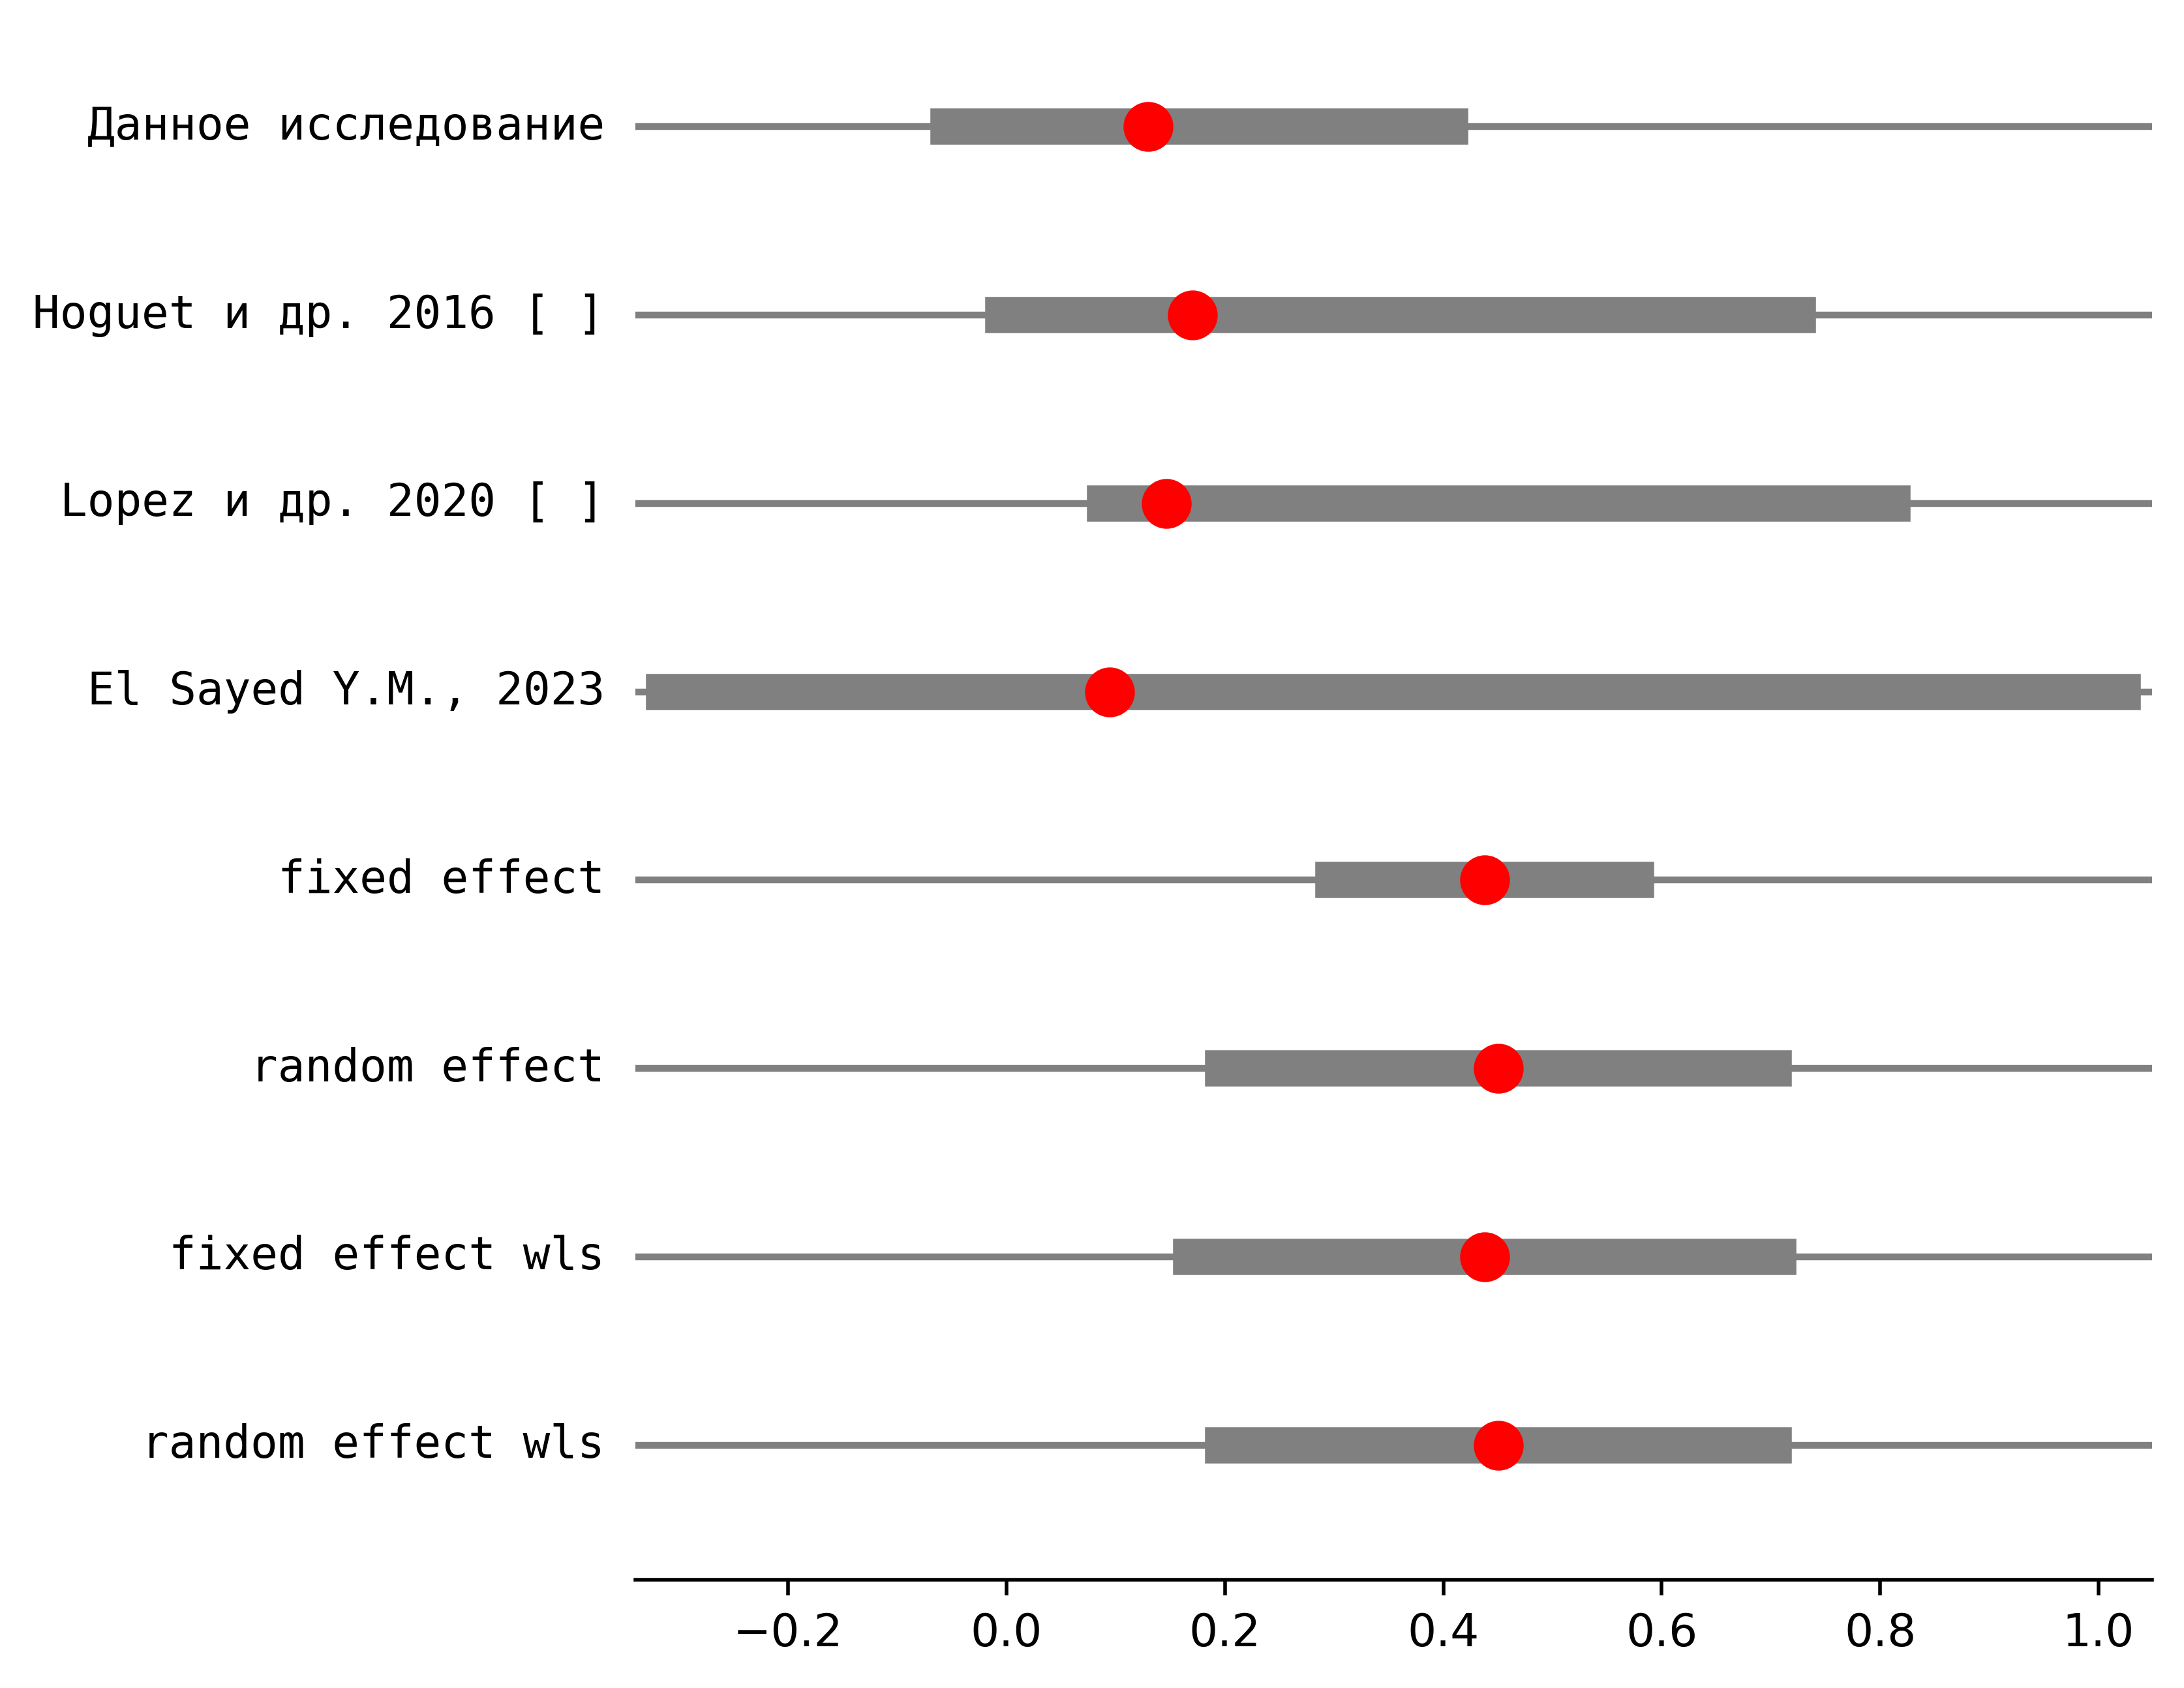 Данное исследование
Hoguet и др. 2016 [ ]
Lopez и др. 2020 [ ]
El Sayed Y.M., 2023
fixed effect
random effect
fixed effect wls
random effect wls
−0.2 0.0 0.2 0.4 0.6 0.8 1.0